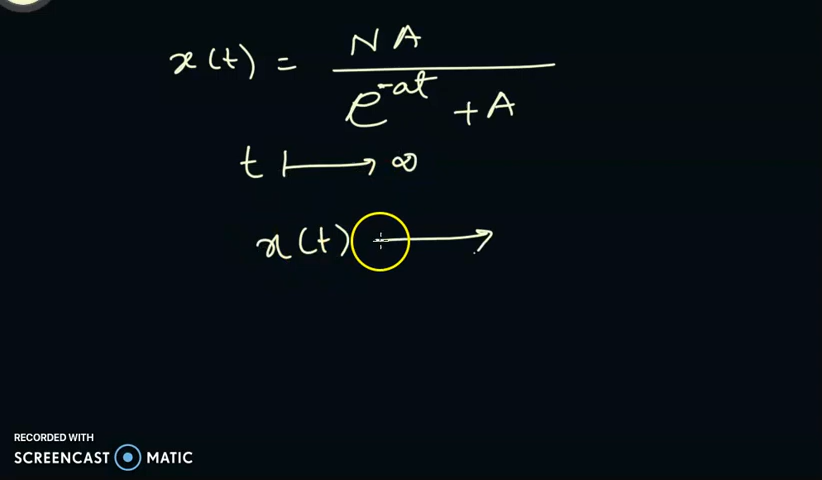 x(t) = NA / e^{-at} + A
t ⟼ ∞
x(t) →
RECORDED WITH
SCREENCAST MATIC